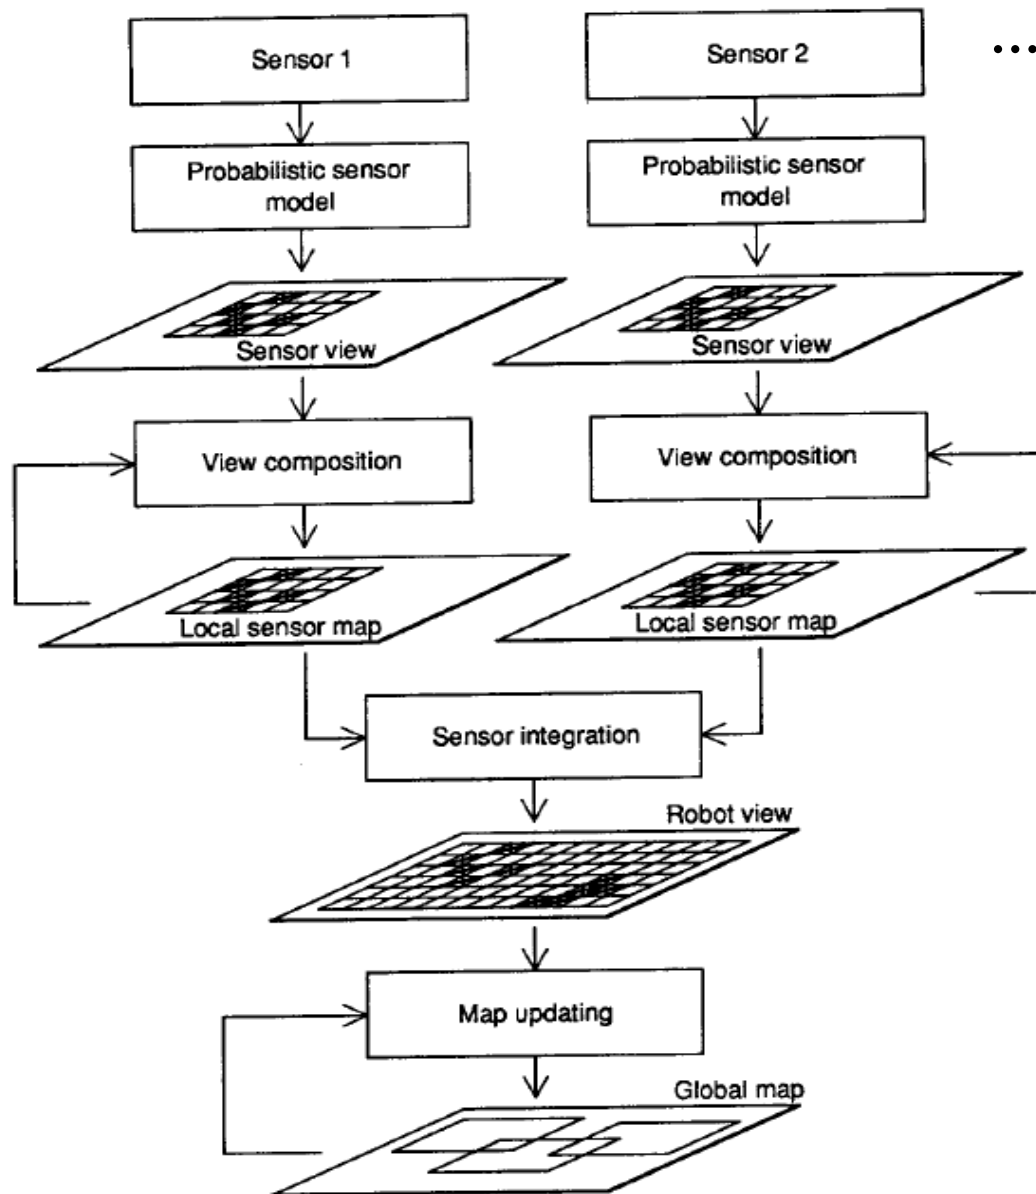 Sensor 1
Sensor 2
...
Probabilistic sensor
model
Probabilistic sensor
model
Sensor view
Sensor view
View composition
View composition
Local sensor map
Local sensor map
Sensor integration
Robot view
Map updating
Global map